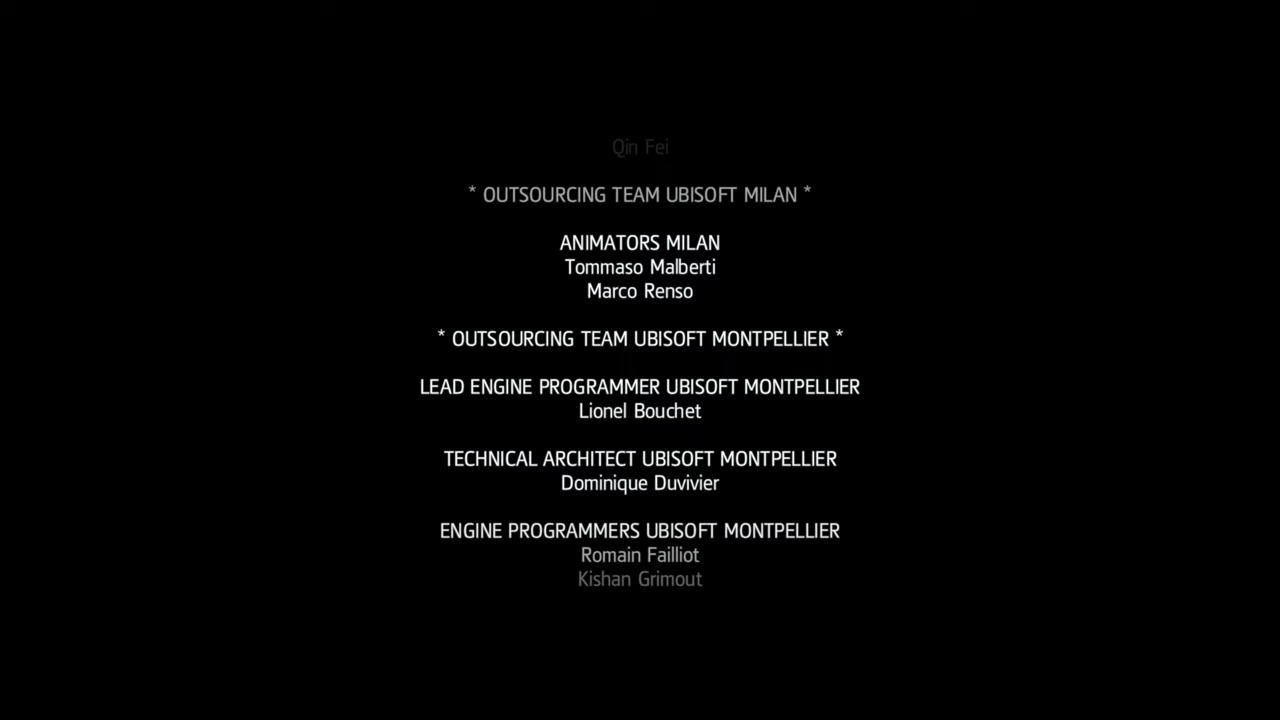 Qin Fei
* OUTSOURCING TEAM UBISOFT MILAN *
ANIMATORS MILAN
Tommaso Malberti
Marco Renso
* OUTSOURCING TEAM UBISOFT MONTPELLIER *
LEAD ENGINE PROGRAMMER UBISOFT MONTPELLIER
Lionel Bouchet
TECHNICAL ARCHITECT UBISOFT MONTPELLIER
Dominique Duvivier
ENGINE PROGRAMMERS UBISOFT MONTPELLIER
Romain Failliot
Kishan Grimout